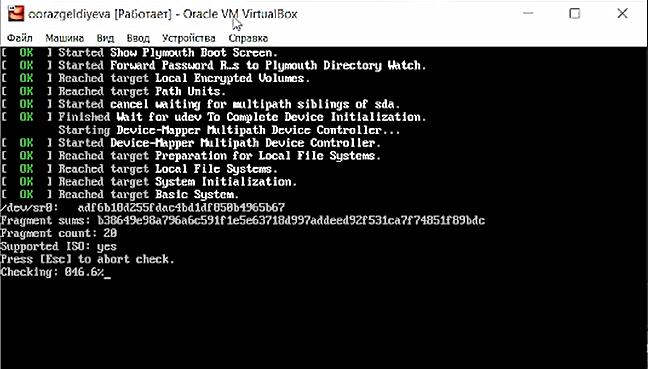 oorazgeldiyeva [Работает] - Oracle VM VirtualBox
Файл Машина Вид Ввод Устройства Справка
[  OK  ] Started Show Plymouth Boot Screen.
[  OK  ] Started Forward Password R…s to Plymouth Directory Watch.
[  OK  ] Reached target Local Encrypted Volumes.
[  OK  ] Reached target Path Units.
[  OK  ] Started cancel waiting for multipath siblings of sda.
[  OK  ] Finished Wait for udev To Complete Device Initialization.
Starting Device-Mapper Multipath Device Controller...
[  OK  ] Started Device-Mapper Multipath Device Controller.
[  OK  ] Reached target Preparation for Local File Systems.
[  OK  ] Reached target Local File Systems.
[  OK  ] Reached target System Initialization.
[  OK  ] Reached target Basic System.
/dev/sr0:   adf6b18d255fdac4bd1df050b4965b67
Fragment sums: b38649e98a796a6c591f1e5e63718d997addeed92f531ca7f74851f89bdc
Fragment count: 20
Supported ISO: yes
Press [Esc] to abort check.
Checking: 046.6%_